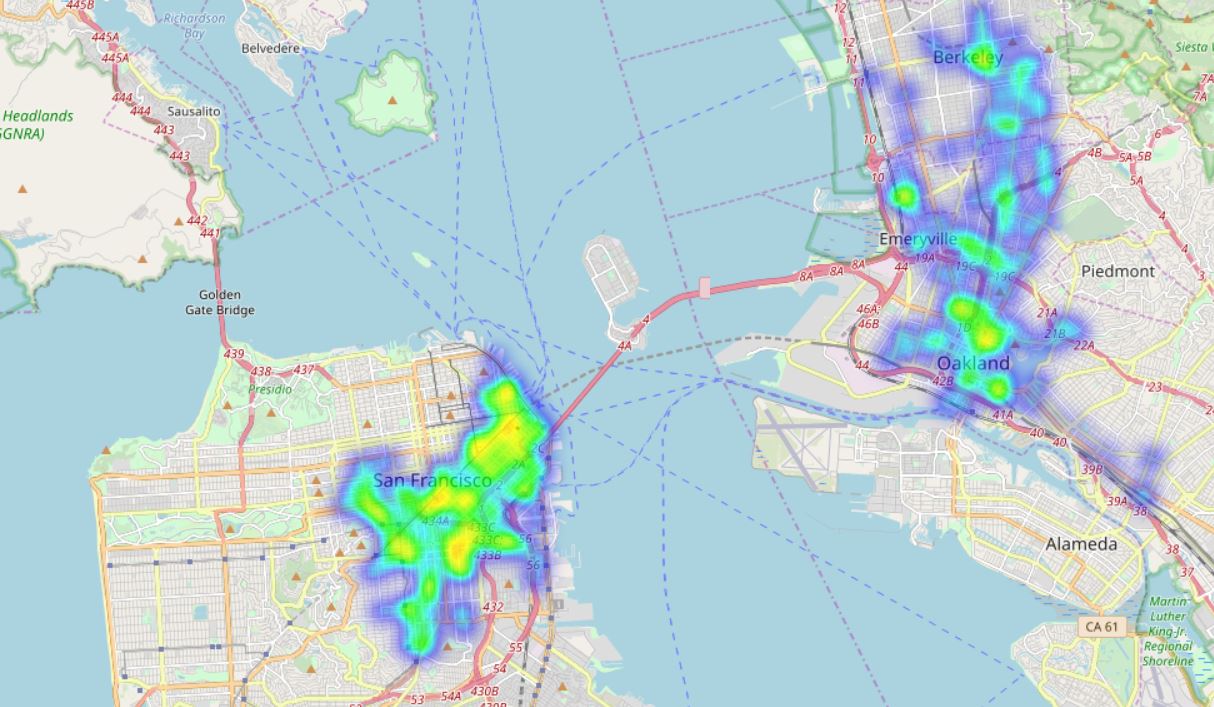 445B
Richardson
Bay
445A
445A
Belvedere
12
12
11
11
Berkeley
Siesta V
7A
7A
444
444
443
443
Sausalito
Headlands
GGNRA)
10
10
6
4B
5A-5B
5A
4
4
4
3
442
441
Emeryville
19A
19C
19C
44
8A
8A
8A
Piedmont
Golden
Gate Bridge
46A;
46B
21A
1D
21B
22A
4
4A
439
438
437
Presidio
44
Oakland
42B
41A
23
40
40
39B
39A
38
2C
2A
San Francisco
2
434A
433C
433C;
433B
56
56
Alameda
38
37
432
CA 61
Martin
Luther
King-Jr.
Regional
Shoreline
55
54
53
54A
430B
430B